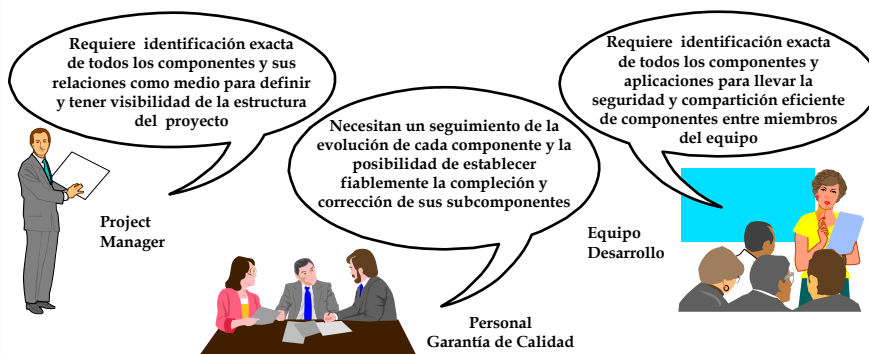 Requiere identificación exacta
de todos los componentes y sus
relaciones como medio para definir
y tener visibilidad de la estructura
del proyecto
Project
Manager
Necesitan un seguimiento de la
evolución de cada componente y la
posibilidad de establecer
fiablemente la compleción y
corrección de sus subcomponentes
Personal
Garantía de Calidad
Requiere identificación exacta
de todos los componentes y
aplicaciones para llevar la
seguridad y compartición eficiente
de componentes entre miembros
del equipo
Equipo
Desarrollo